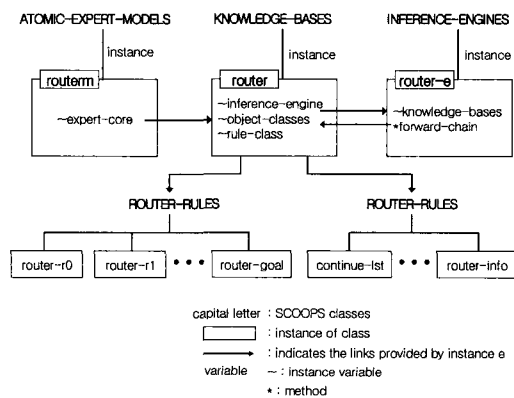 ATOMIC-EXPERT-MODELS KNOWLEDGE-BASES INFERENCE-ENGINES
instance instance instance
routerm router router-e
~expert-core
~inference-engine
~object-classes
~rule-class
~knowledge-bases
*forward-chain
ROUTER-RULES ROUTER-RULES
router-r0 router-r1 ••• router-goal continue-lst ••• router-info
capital letter : SCOOPS classes
: instance of class
: indicates the links provided by instance e
variable ~ : instance variable
* : method